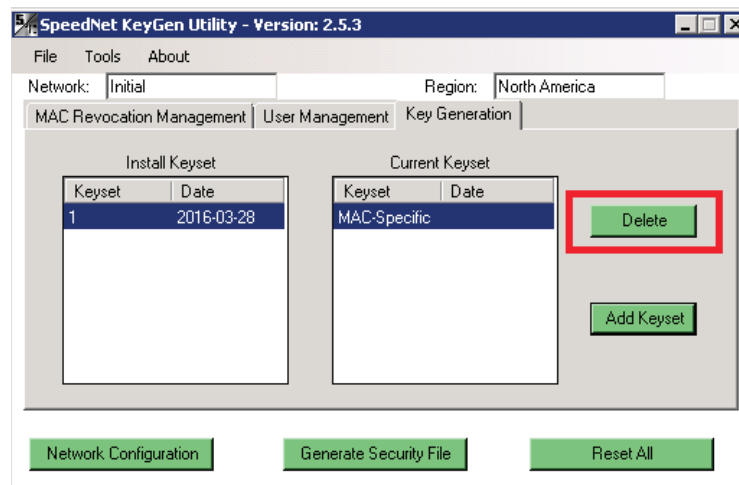 SpeedNet KeyGen Utility - Version: 2.5.3
File Tools About
Network: Initial Region: North America
MAC Revocation Management User Management Key Generation
Install Keyset Current Keyset
Keyset Date Keyset Date
1 2016-03-28 MAC-Specific
Delete
Add Keyset
Network Configuration Generate Security File Reset All